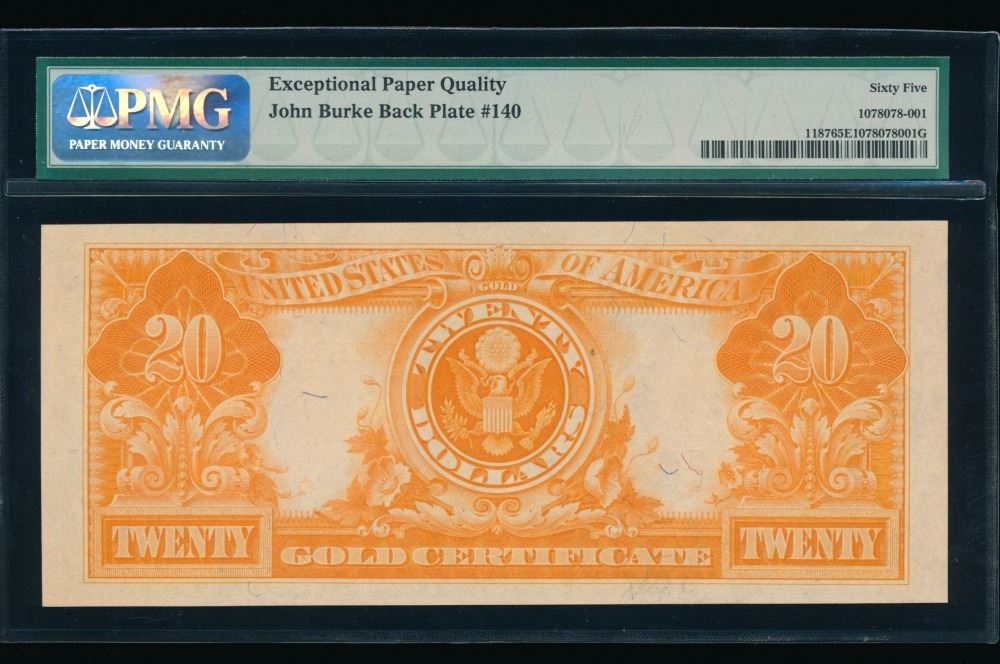 PMG
PAPER MONEY GUARANTY
Exceptional Paper Quality
John Burke Back Plate #140
Sixty Five
1078078-001
118765E1078078001G
UNITED STATES OF AMERICA
GOLD
20
20
TWENTY DOLLARS
TWENTY
GOLD CERTIFICATE
TWENTY